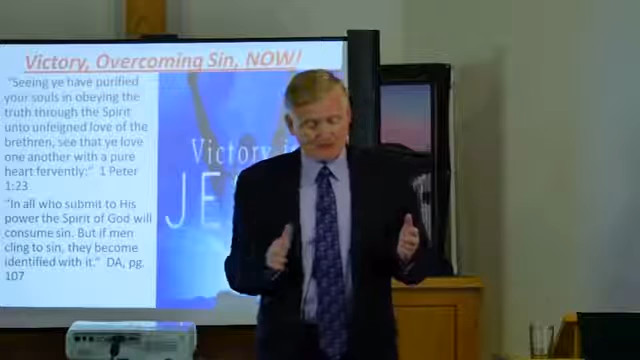 Victory, Overcoming Sin, NOW!
"Seeing ye have purified
your souls in obeying the
truth through the Spirit
unto unfeigned love of the
brethren, see that ye love
one another with a pure
heart fervently:" 1 Peter
1:23
"In all who submit to His
power the Spirit of God will
consume sin. But if men
cling to sin, they become
identified with it." DA, pg.
107
Victory
JE